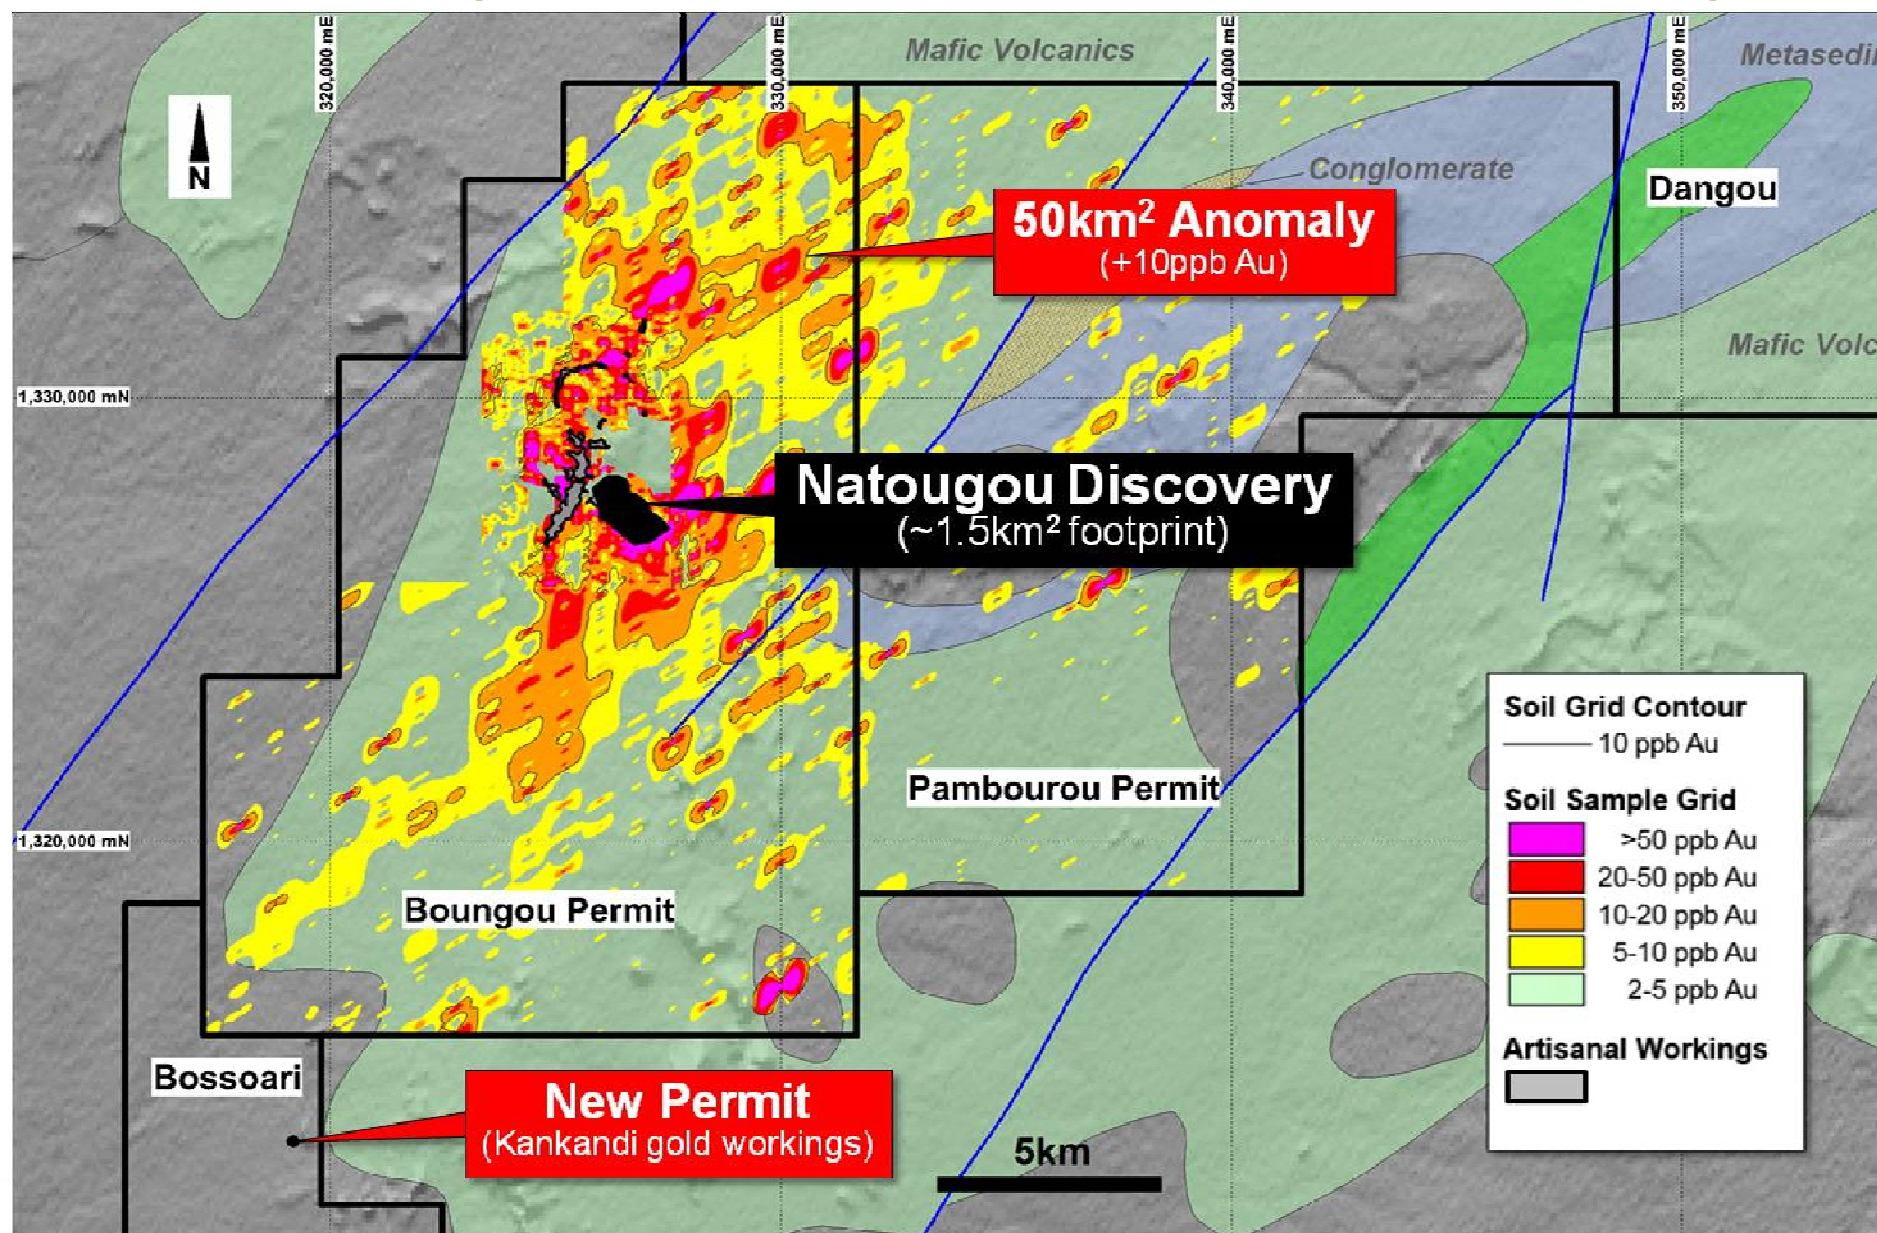 320,000 mE
330,000 mE
340,000 mE
350,000 mE
Mafic Volcanics
N
Conglomerate
Dangou
50km² Anomaly
(+10ppb Au)
1,330,000 mN
Natougou Discovery
(~1.5km² footprint)
Pambourou Permit
1,320,000 mN
Boungou Permit
Bossoari
New Permit
(Kankandi gold workings)
5km
Soil Grid Contour
10 ppb Au
Soil Sample Grid
>50 ppb Au
20-50 ppb Au
10-20 ppb Au
5-10 ppb Au
2-5 ppb Au
Artisanal Workings